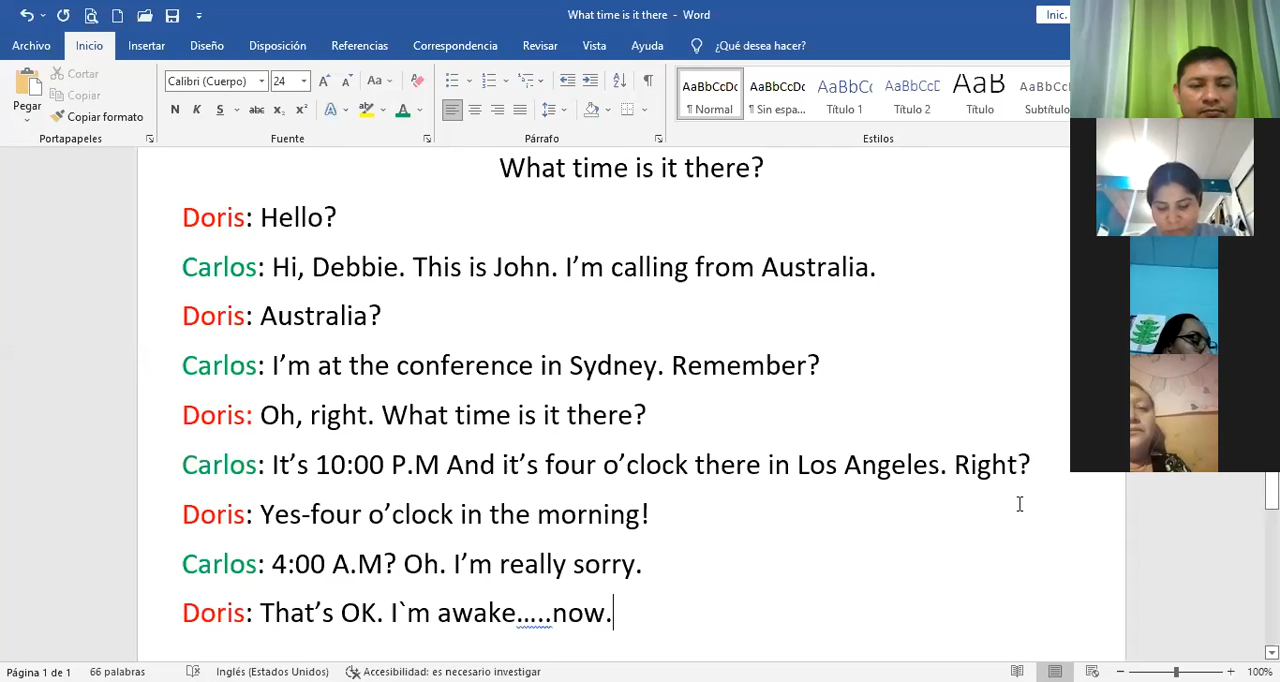 What time is it there - Word
Inic.
Archivo Inicio Insertar Diseño Disposición Referencias Correspondencia Revisar Vista Ayuda ¿Qué desea hacer?
Pegar
Cortar
Copiar
Copiar formato
Portapapeles
Calibri (Cuerpo) 24
Fuente
Párrafo
AaBbCcDc AaBbCcDc AaBbC AaBbCcD AaB AaBbCc
¶ Normal ¶ Sin espa... Título 1 Título 2 Título Subtítulo
Estilos
What time is it there?
Doris: Hello?
Carlos: Hi, Debbie. This is John. I’m calling from Australia.
Doris: Australia?
Carlos: I’m at the conference in Sydney. Remember?
Doris: Oh, right. What time is it there?
Carlos: It’s 10:00 P.M And it’s four o’clock there in Los Angeles. Right?
Doris: Yes-four o’clock in the morning!
Carlos: 4:00 A.M? Oh. I’m really sorry.
Doris: That’s OK. I`m awake…..now.
Página 1 de 1 66 palabras Inglés (Estados Unidos) Accesibilidad: es necesario investigar 100%